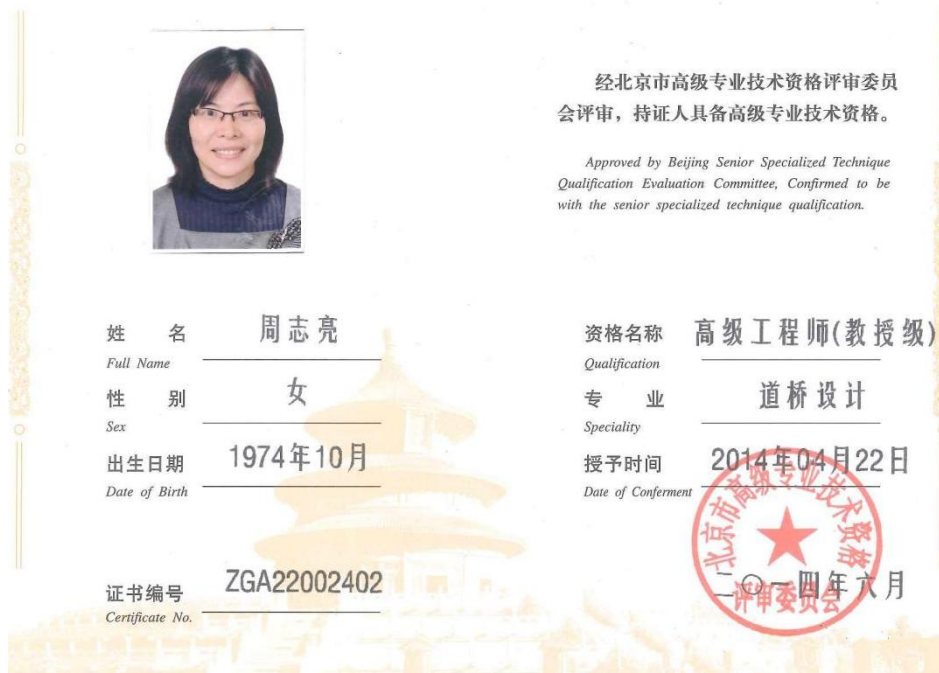 经北京市高级专业技术资格评审委员
会评审，持证人具备高级专业技术资格。
Approved by Beijing Senior Specialized Technique
Qualification Evaluation Committee, Confirmed to be
with the senior specialized technique qualification.
姓 名 周志亮
Full Name
性 别 女
Sex
出生日期 1974年10月
Date of Birth
证书编号 ZGA22002402
Certificate No.
资格名称 高级工程师(教授级)
Qualification
专 业 道桥设计
Speciality
授予时间 2014年04月22日
Date of Conferment
北京市高级专业技术资格
评审委员会
二〇一四年六月